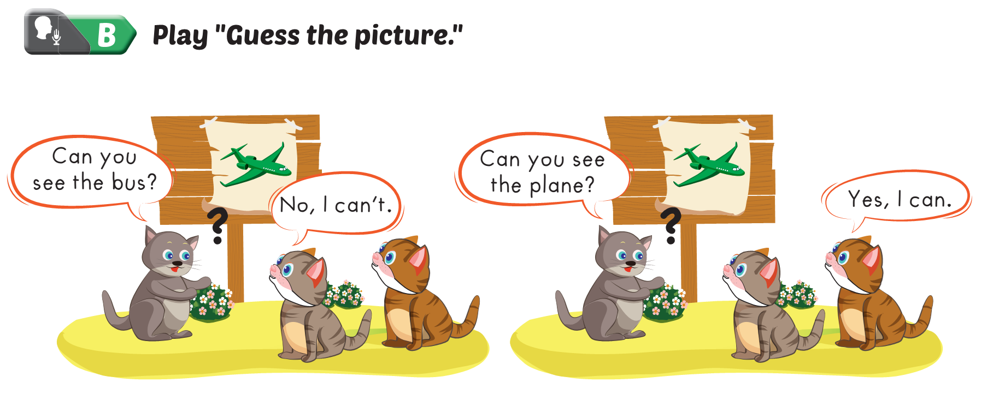 B
Play "Guess the picture."
Can you
see the bus?
No, I can't.
?
Can you see
the plane?
Yes, I can.
?